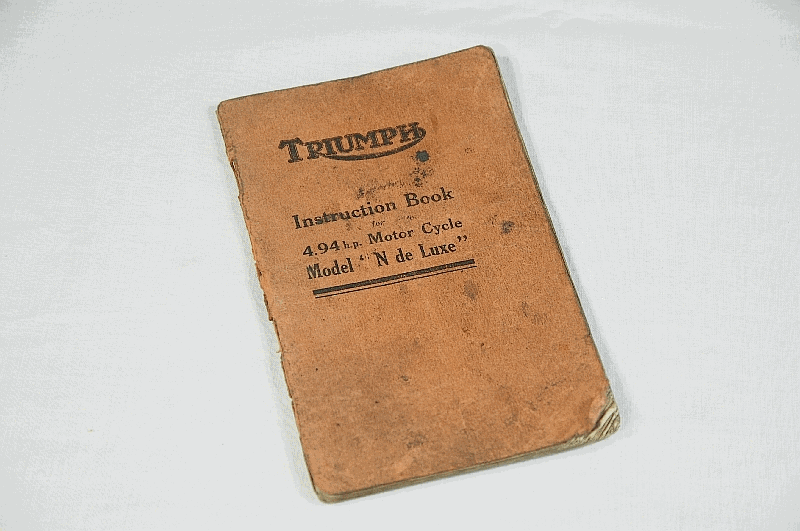 TRIUMPH
Instruction Book
for
4.94 h.p. Motor Cycle
Model "N de Luxe"